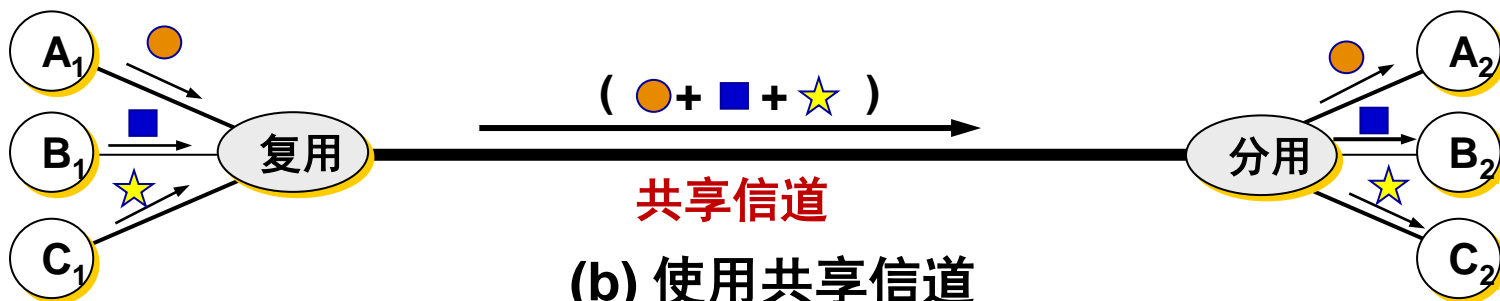 A1 A2
( + + )
B1 复用 分用 B2
共享信道
C1 C2
(b) 使用共享信道